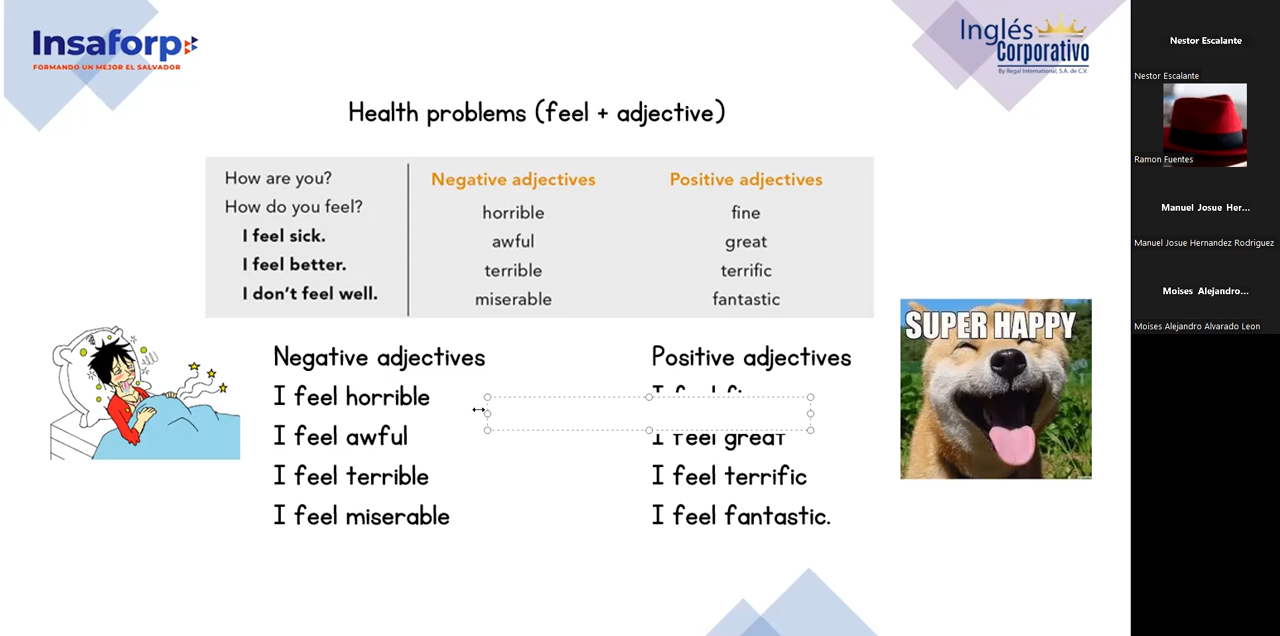 Insaforp
FORMANDO UN MEJOR EL SALVADOR
Inglés
Corporativo
By Regal International, S.A. de C.V.
Health problems (feel + adjective)
How are you?
How do you feel?
I feel sick.
I feel better.
I don't feel well.
Negative adjectives
horrible
awful
terrible
miserable
Positive adjectives
fine
great
terrific
fantastic
Negative adjectives
I feel horrible
I feel awful
I feel terrible
I feel miserable
Positive adjectives
I feel
I feel great
I feel terrific
I feel fantastic.
SUPER HAPPY
Nestor Escalante
Nestor Escalante
Ramon Fuentes
Manuel Josue Her...
Manuel Josue Hernandez Rodriguez
Moises Alejandro...
Moises Alejandro Alvarado Leon